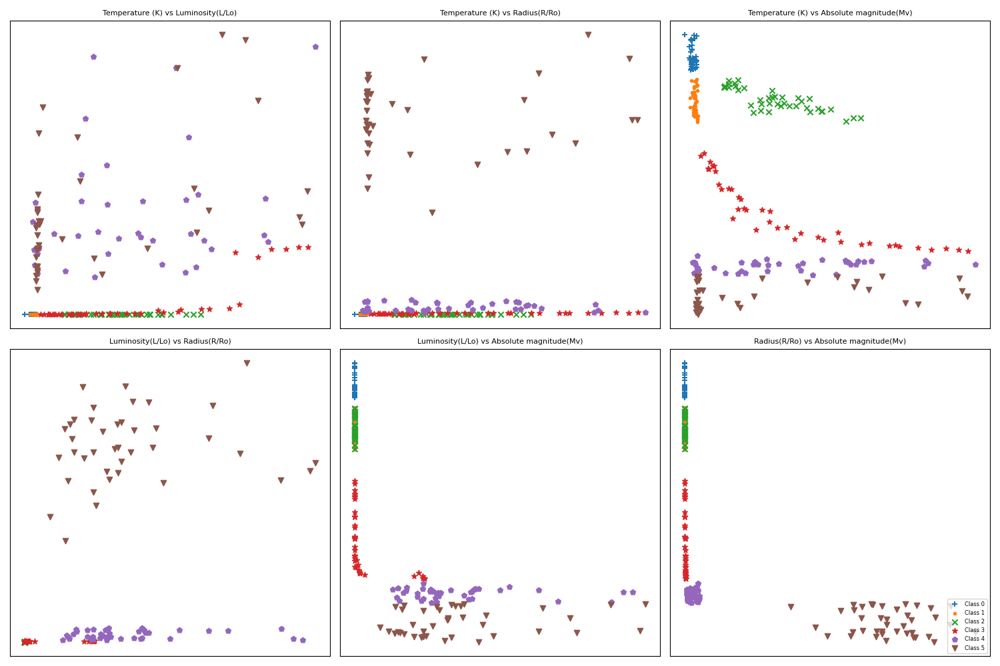 Temperature (K) vs Luminosity(L/Lo)
Temperature (K) vs Radius(R/Ro)
Temperature (K) vs Absolute magnitude(Mv)
Luminosity(L/Lo) vs Radius(R/Ro)
Luminosity(L/Lo) vs Absolute magnitude(Mv)
Radius(R/Ro) vs Absolute magnitude(Mv)
Class 0
Class 1
Class 2
Class 3
Class 4
Class 5